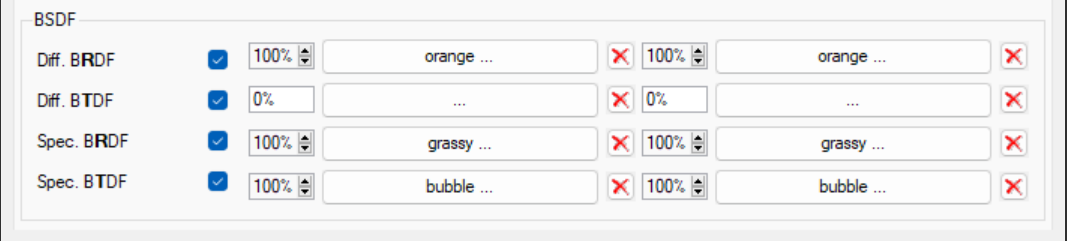 BSDF
Diff. BRDF 100% orange ... 100% orange ...
Diff. BTDF 0% ... 0% ...
Spec. BRDF 100% grassy ... 100% grassy ...
Spec. BTDF 100% bubble ... 100% bubble ...